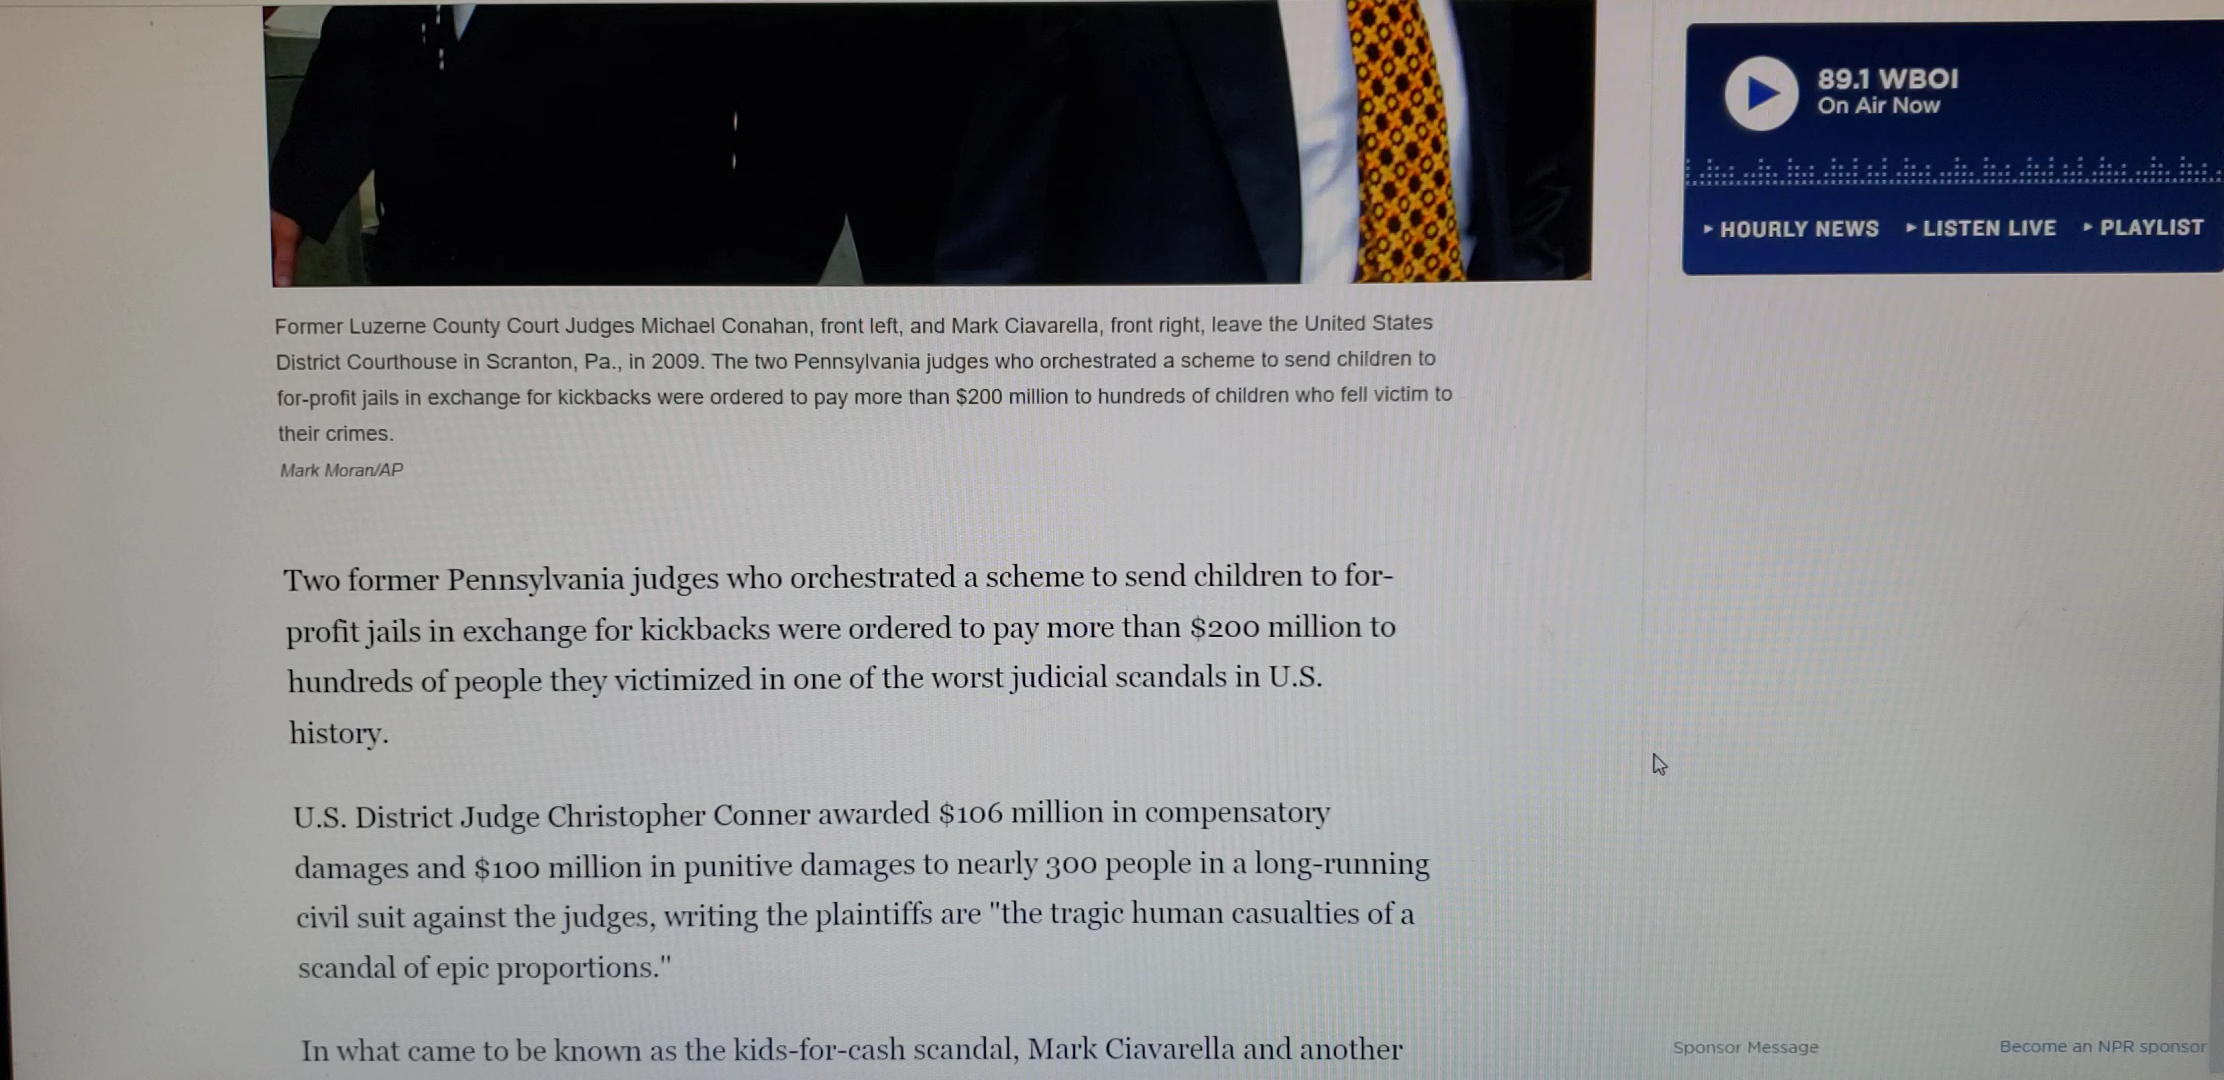 89.1 WBOI
On Air Now
▸ HOURLY NEWS ▸ LISTEN LIVE ▸ PLAYLIST
Former Luzerne County Court Judges Michael Conahan, front left, and Mark Ciavarella, front right, leave the United States
District Courthouse in Scranton, Pa., in 2009. The two Pennsylvania judges who orchestrated a scheme to send children to
for-profit jails in exchange for kickbacks were ordered to pay more than $200 million to hundreds of children who fell victim to
their crimes.
Mark Moran/AP
Two former Pennsylvania judges who orchestrated a scheme to send children to for-
profit jails in exchange for kickbacks were ordered to pay more than $200 million to
hundreds of people they victimized in one of the worst judicial scandals in U.S.
history.
U.S. District Judge Christopher Conner awarded $106 million in compensatory
damages and $100 million in punitive damages to nearly 300 people in a long-running
civil suit against the judges, writing the plaintiffs are "the tragic human casualties of a
scandal of epic proportions."
In what came to be known as the kids-for-cash scandal, Mark Ciavarella and another
Sponsor Message
Become an NPR sponsor